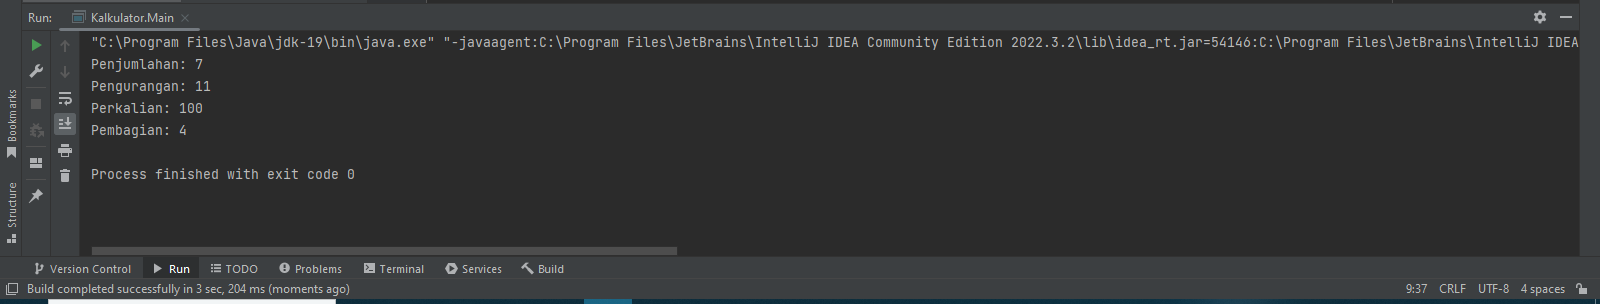 Run: Kalkulator.Main
"C:\Program Files\Java\jdk-19\bin\java.exe" "-javaagent:C:\Program Files\JetBrains\IntelliJ IDEA Community Edition 2022.3.2\lib\idea_rt.jar=54146:C:\Program Files\JetBrains\IntelliJ IDEA
Penjumlahan: 7
Pengurangan: 11
Perkalian: 100
Pembagian: 4
Process finished with exit code 0
Bookmarks
Structure
Version Control Run TODO Problems Terminal Services Build
Build completed successfully in 3 sec, 204 ms (moments ago) 9:37 CRLF UTF-8 4 spaces